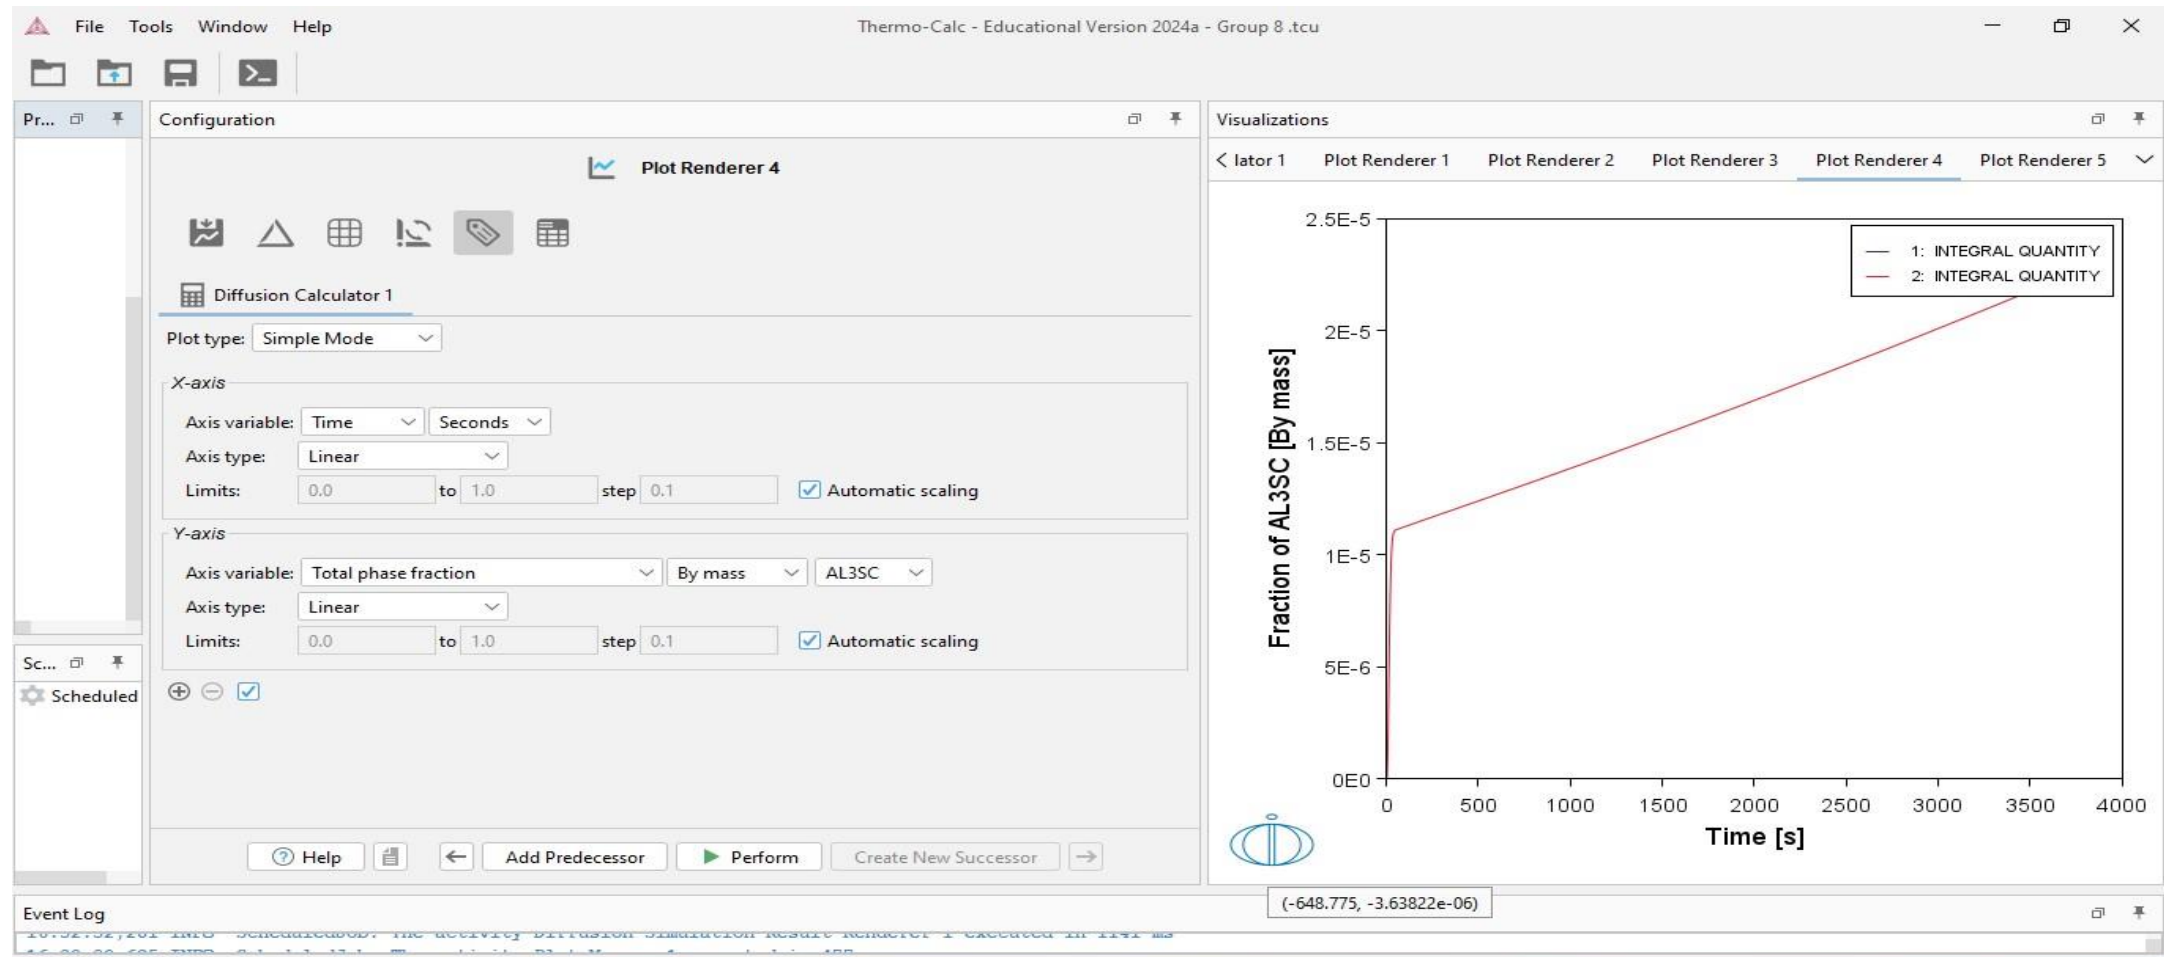 File Tools Window Help Thermo-Calc - Educational Version 2024a - Group 8 .tcu
Pr...
Configuration
Visualizations
Plot Renderer 4
lator 1 Plot Renderer 1 Plot Renderer 2 Plot Renderer 3 Plot Renderer 4 Plot Renderer 5
Diffusion Calculator 1
Plot type: Simple Mode
X-axis
Axis variable: Time Seconds
Axis type: Linear
Limits: 0.0 to 1.0 step 0.1 Automatic scaling
Y-axis
Axis variable: Total phase fraction By mass AL3SC
Axis type: Linear
Limits: 0.0 to 1.0 step 0.1 Automatic scaling
Sc...
Scheduled
Help Add Predecessor Perform Create New Successor
1: INTEGRAL QUANTITY
2: INTEGRAL QUANTITY
Fraction of AL3SC [By mass]
2.5E-5
2E-5
1.5E-5
1E-5
5E-6
0E0
0 500 1000 1500 2000 2500 3000 3500 4000
Time [s]
(-648.775, -3.63822e-06)
Event Log